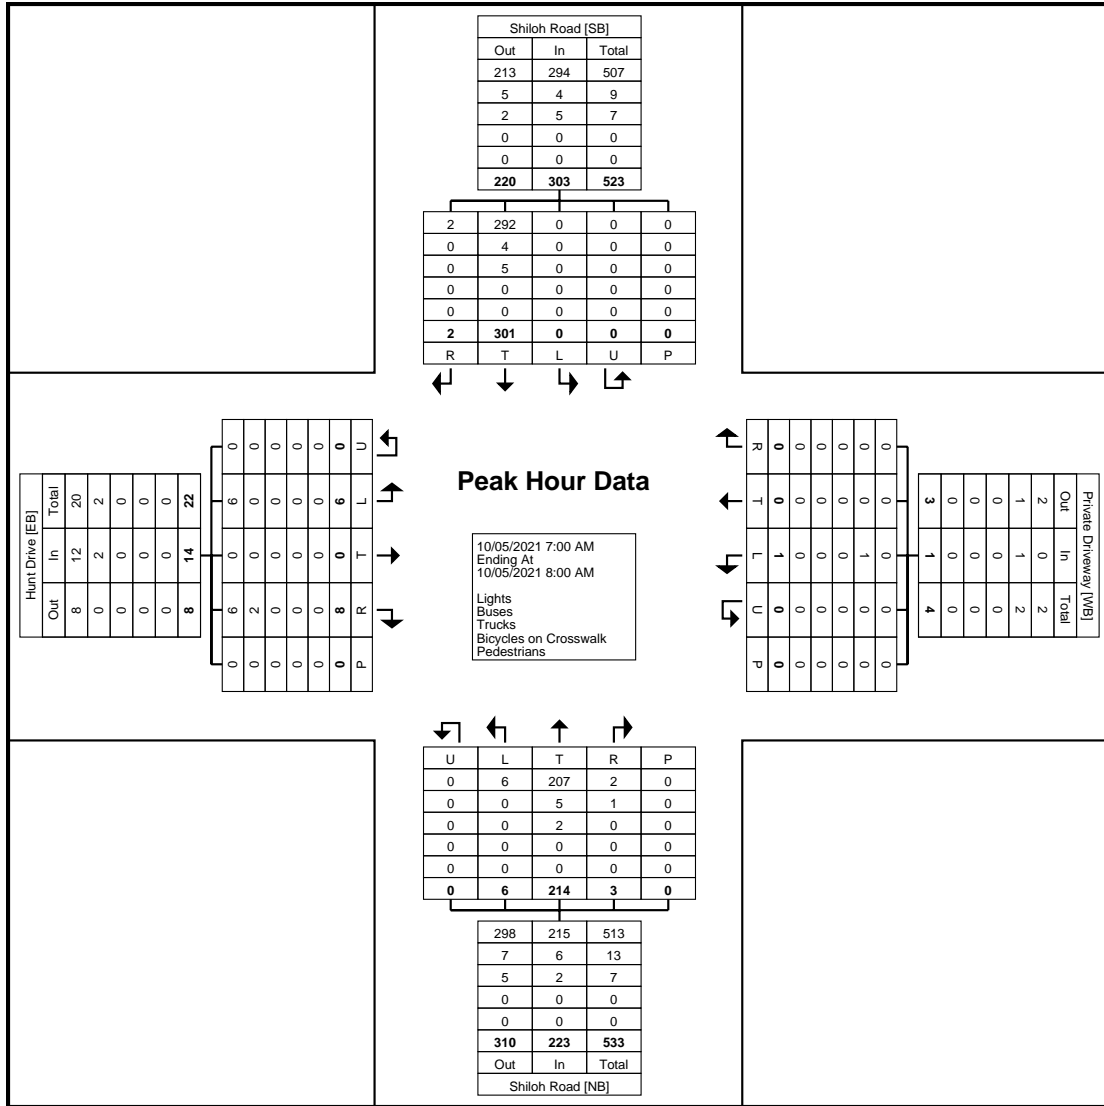 Shiloh Road [SB]
Out In Total
213 294 507
5 4 9
2 5 7
0 0 0
0 0 0
220 303 523
2 292 0 0 0
0 4 0 0 0
0 5 0 0 0
0 0 0 0 0
0 0 0 0 0
2 301 0 0 0
R T L U P
Hunt Drive [EB]
Out In Total
8 12 20
0 2 2
0 0 0
0 0 0
0 0 0
8 14 22
0 6 0 6 0
0 2 0 0 0
0 0 0 0 0
0 0 0 0 0
0 0 0 0 0
0 8 0 6 0
P R T L U
Peak Hour Data
10/05/2021 7:00 AM
Ending At
10/05/2021 8:00 AM
Lights
Buses
Trucks
Bicycles on Crosswalk
Pedestrians
Private Driveway [WB]
Out In Total
2 0 2
1 1 2
0 0 0
0 0 0
0 0 0
3 1 4
0 0 0 0 0
0 0 1 0 0
0 0 0 0 0
0 0 0 0 0
0 0 0 0 0
0 0 1 0 0
R T L U P
U L T R P
0 6 207 2 0
0 0 5 1 0
0 0 2 0 0
0 0 0 0 0
0 0 0 0 0
0 6 214 3 0
298 215 513
7 6 13
5 2 7
0 0 0
0 0 0
310 223 533
Out In Total
Shiloh Road [NB]